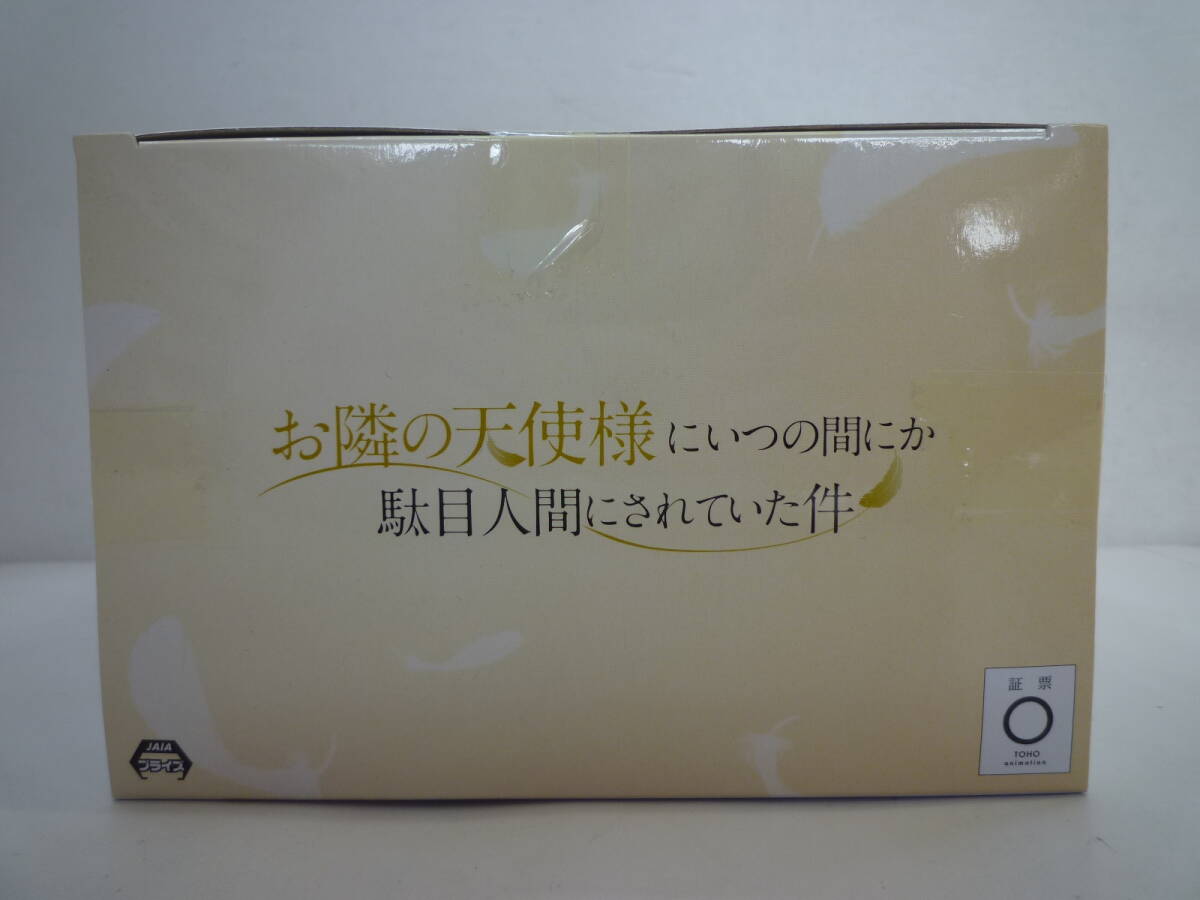 お隣の天使様にいつの間にか
駄目人間にされていた件
JAIA
プライズ
証票
TOHO
animation